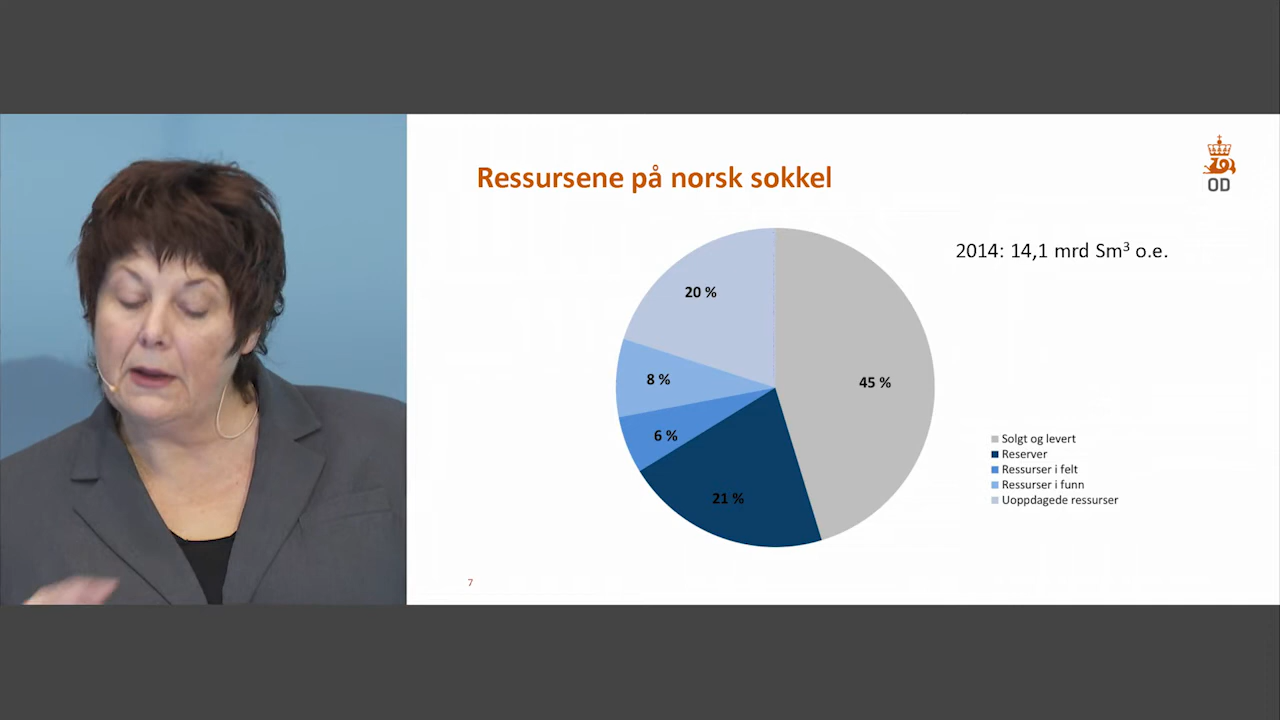 Ressursene på norsk sokkel
OD
2014: 14,1 mrd Sm³ o.e.
20 %
8 %
45 %
6 %
21 %
Solgt og levert
Reserver
Ressurser i felt
Ressurser i funn
Uoppdagede ressurser
7